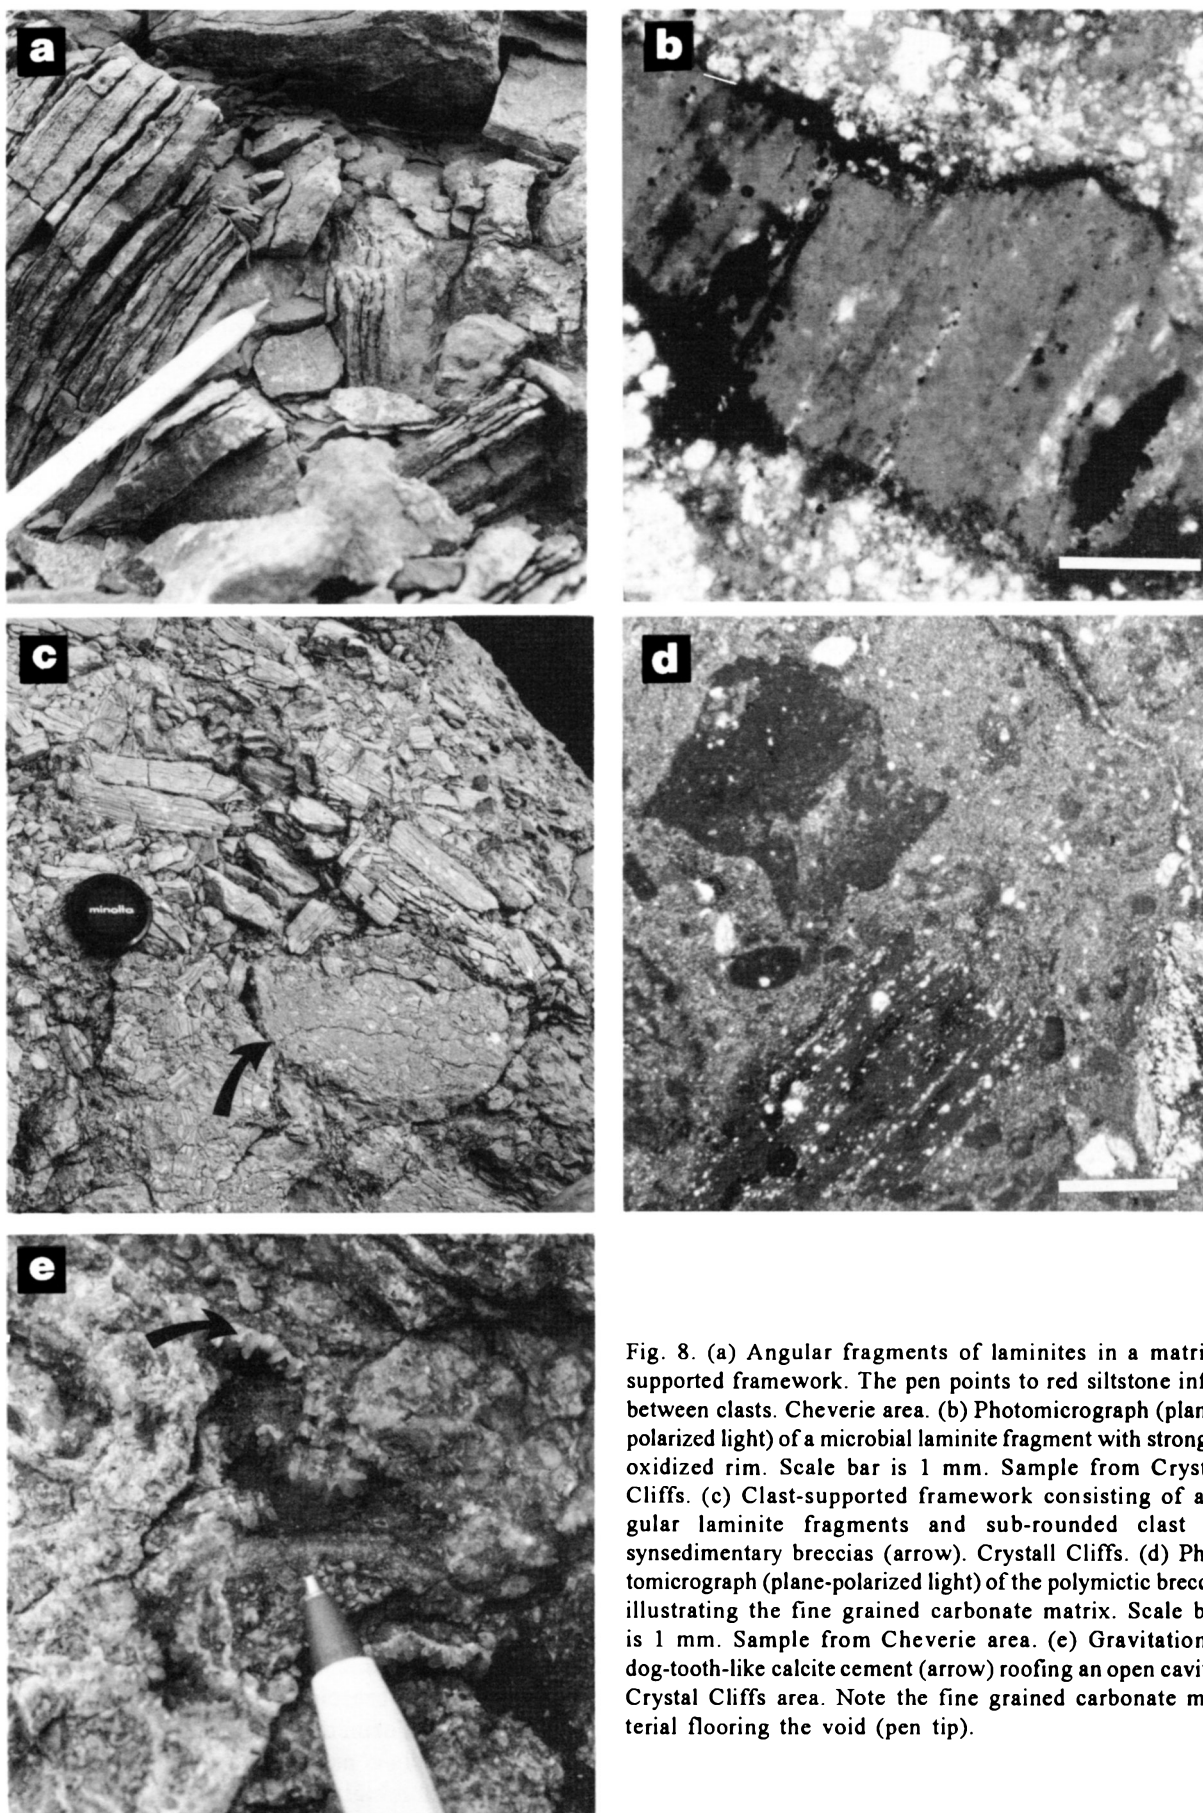 a
b
c
minolta
d
e
Fig. 8. (a) Angular fragments of laminites in a matri
supported framework. The pen points to red siltstone inf
between clasts. Cheverie area. (b) Photomicrograph (plan
polarized light) of a microbial laminite fragment with strong
oxidized rim. Scale bar is 1 mm. Sample from Cryst
Cliffs. (c) Clast-supported framework consisting of a
gular laminite fragments and sub-rounded clast
synsedimentary breccias (arrow). Crystall Cliffs. (d) Ph
tomicrograph (plane-polarized light) of the polymictic brecc
illustrating the fine grained carbonate matrix. Scale b
is 1 mm. Sample from Cheverie area. (e) Gravitation
dog-tooth-like calcite cement (arrow) roofing an open cavi
Crystal Cliffs area. Note the fine grained carbonate m
terial flooring the void (pen tip).